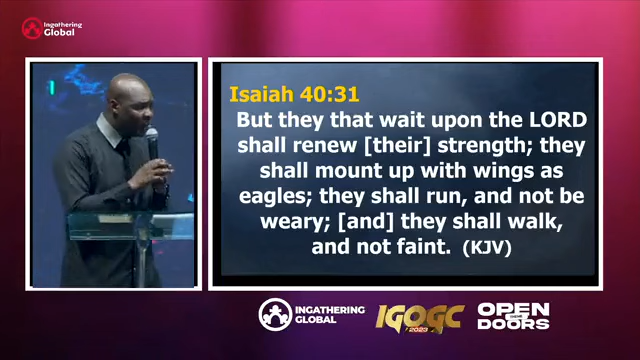 Ingathering
Global
Isaiah 40:31
But they that wait upon the LORD
shall renew [their] strength; they
shall mount up with wings as
eagles; they shall run, and not be
weary; [and] they shall walk,
and not faint. (KJV)
INGATHERING
GLOBAL
IGOGC
2023
OPEN
DOORS